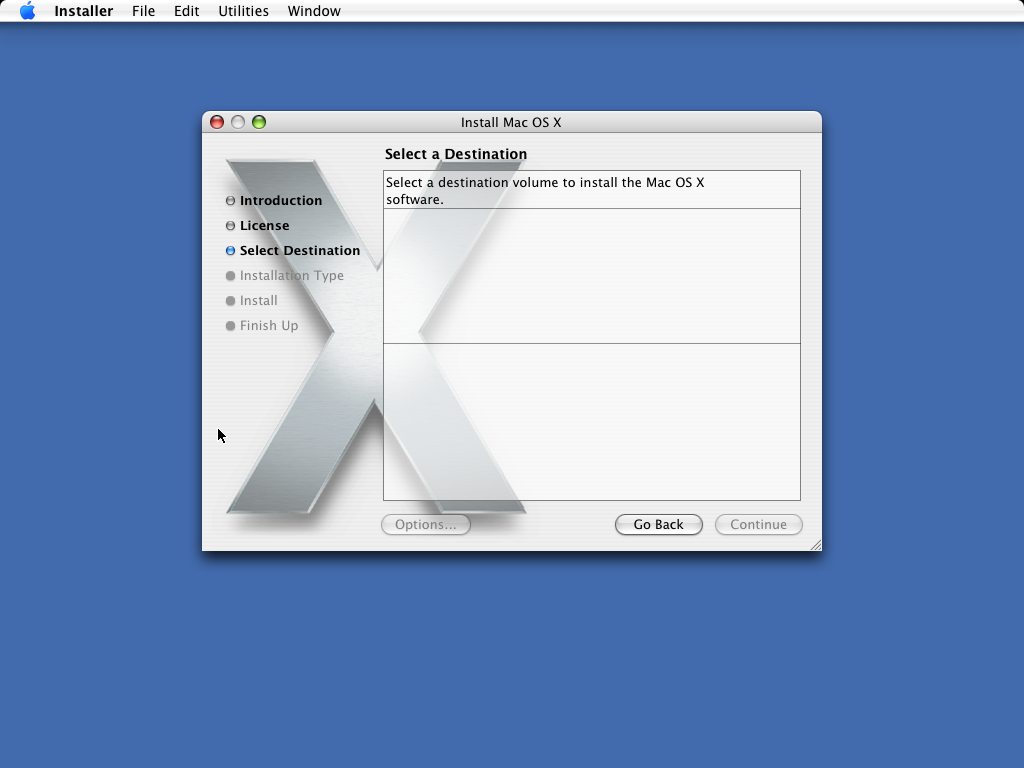 Installer File Edit Utilities Window
Install Mac OS X
Select a Destination
Select a destination volume to install the Mac OS X
software.
Introduction
License
Select Destination
Installation Type
Install
Finish Up
Options...
Go Back
Continue